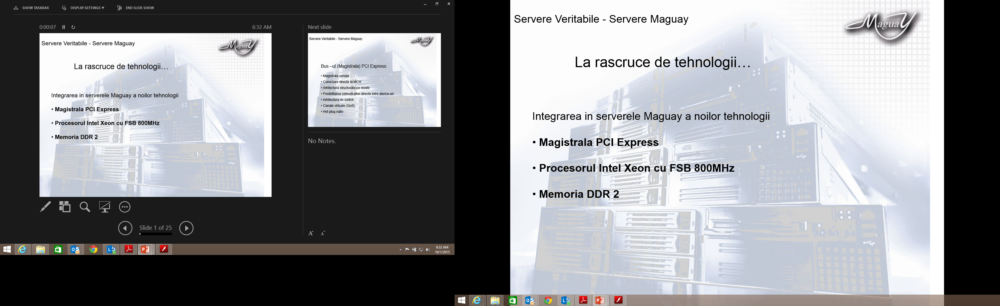 SHOW TASKBAR
DISPLAY SETTINGS ▼
END SLIDE SHOW
0:00:07
6:32 AM
Servere Veritabile - Servere Maguay
MaguaY
La rascruce de tehnologii…
Integrarea in serverele Maguay a noilor tehnologii
• Magistrala PCI Express
• Procesorul Intel Xeon cu FSB 800MHz
• Memoria DDR 2
Slide 1 of 25
Next slide
Servere Veritabile - Servere Maguay
MaguaY
Bus –ul (Magistrala) PCI Express:
• Magistrala seriala
• Conectare directa la MCH
• Arhitectura structurata pe nivele
• Posibilitatea comunicatiei directe intre device-uri
• Arhitectura de switch
• Canale virtuale (QoS)
• Hot plug nativ
No Notes.
A A
6:32 AM
10/1/2015
Servere Veritabile - Servere Maguay
MaguaY
La rascruce de tehnologii…
Integrarea in serverele Maguay a noilor tehnologii
• Magistrala PCI Express
• Procesorul Intel Xeon cu FSB 800MHz
• Memoria DDR 2